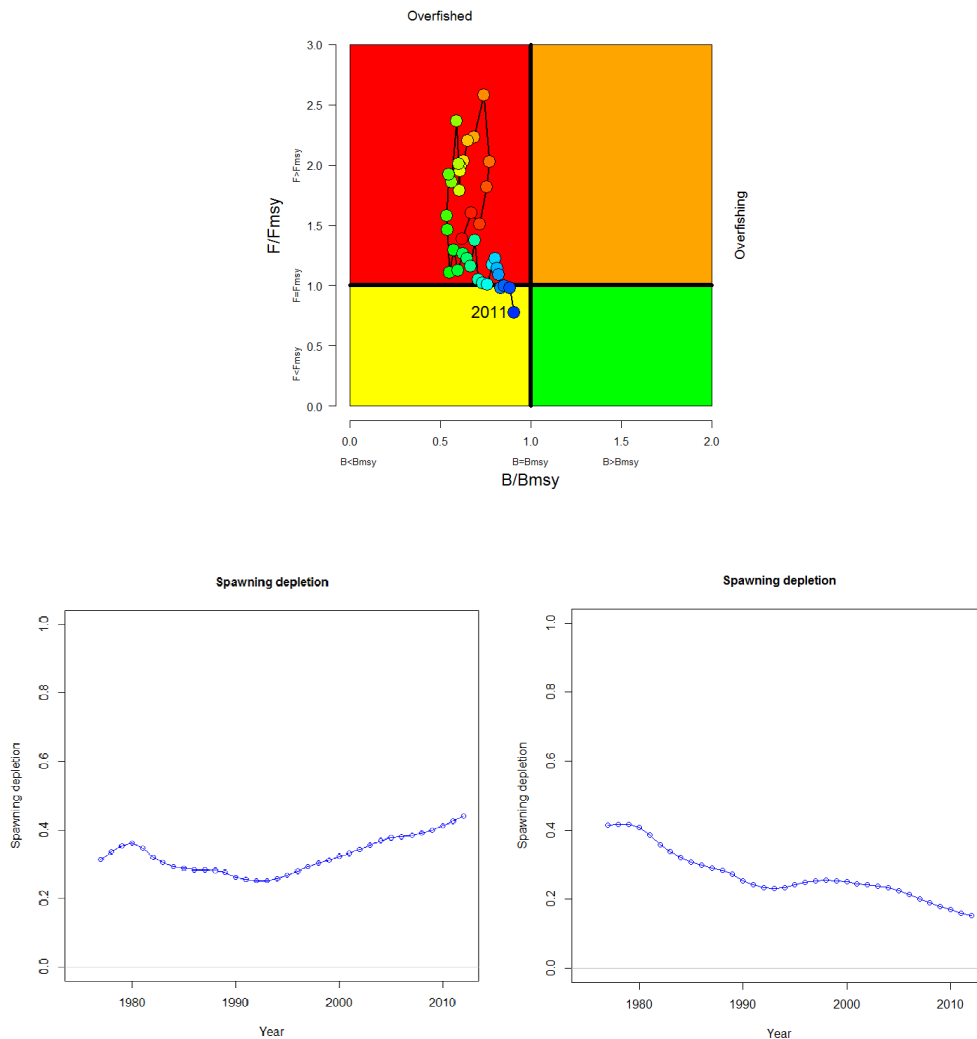 Overfished
3.0
2.5
2.0
1.5
1.0
0.5
0.0
F>Fmsy
F=Fmsy
F<Fmsy
F/Fmsy
2011
Overfishing
0.0 0.5 1.0 1.5 2.0
B<Bmsy B=Bmsy B>Bmsy
B/Bmsy
Spawning depletion
1.0
0.8
0.6
0.4
0.2
0.0
Spawning depletion
1980 1990 2000 2010
Year
Spawning depletion
1.0
0.8
0.6
0.4
0.2
0.0
Spawning depletion
1980 1990 2000 2010
Year